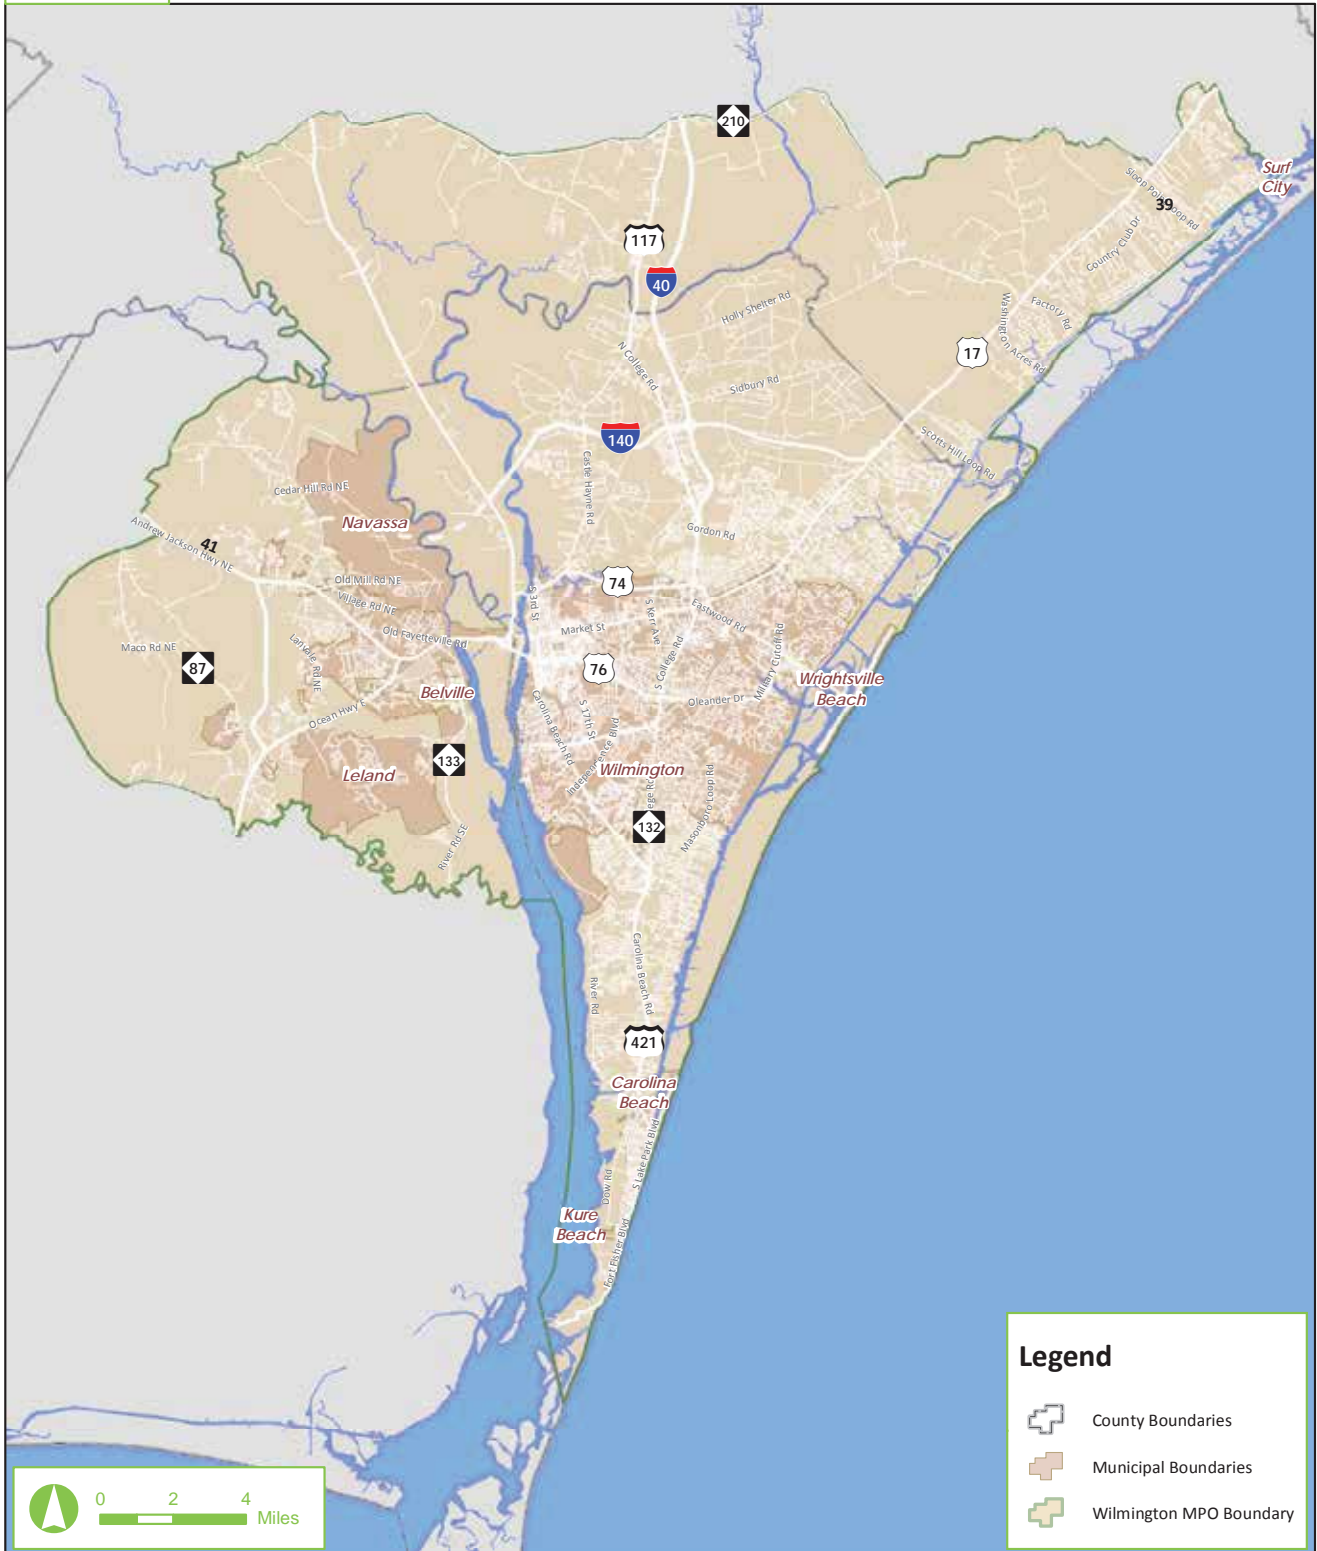 210
Surf
City
Sloop Point Loop Rd
39
117
Country Club Dr
40
Holly Shelter Rd
Factory Rd
Washington Acres Rd
17
N College Rd
Sidbury Rd
140
Scotts Hill Loop Rd
Castle Hayne Rd
Cedar Hill Rd NE
Navassa
Andrew Jackson Hwy NE
41
Gordon Rd
Old Mill Rd NE
74
Village Rd NE
S 3rd St
S Kerr Ave
Eastwood Rd
Market St
Old Fayetteville Rd
Maco Rd NE
Lanvale Rd NE
87
76
S College Rd
Military Cutoff Rd
Wrightsville
Beach
Belville
Oleander Dr
Ocean Hwy E
Carolina Beach Rd
S 17th St
Independence Blvd
133
Leland
Wilmington
132
Masonboro Loop Rd
River Rd SE
Carolina Beach Rd
River Rd
421
Carolina
Beach
S Lake Park Blvd
Dow Rd
Kure
Beach
Fort Fisher Blvd
Legend
County Boundaries
Municipal Boundaries
Wilmington MPO Boundary
0 2 4
Miles